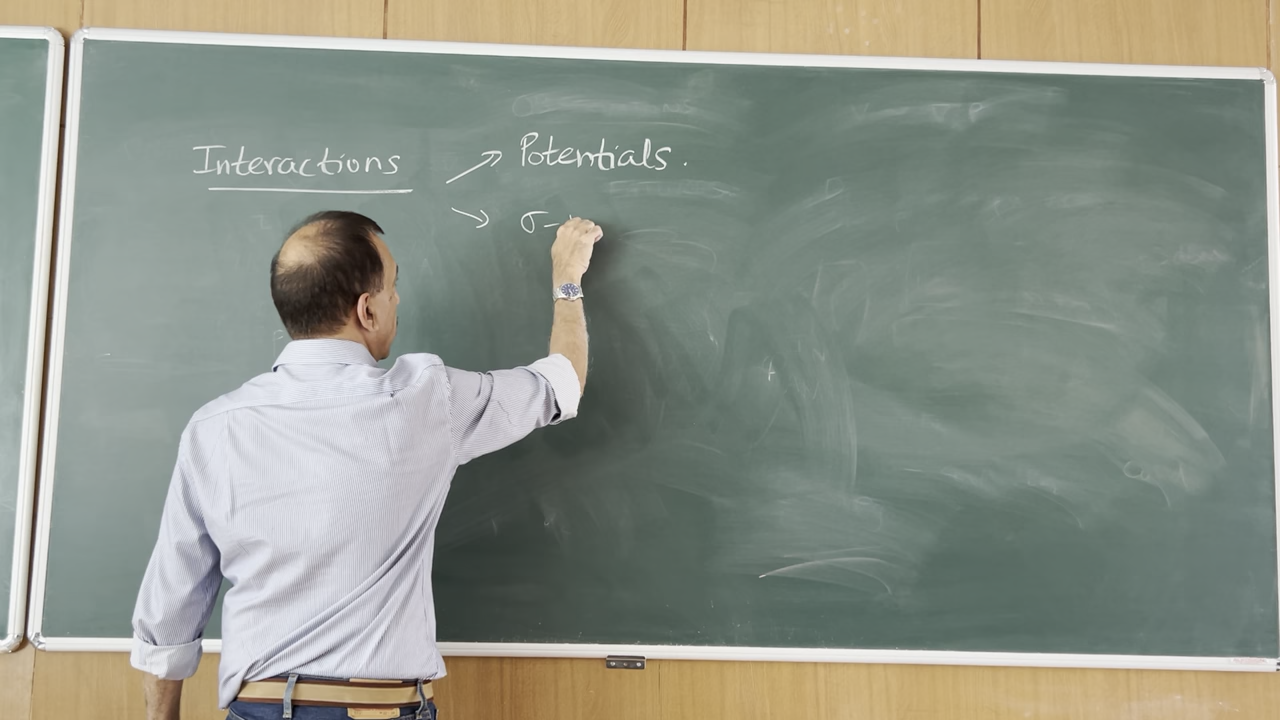 Interactions → Potentials.
→ σ-